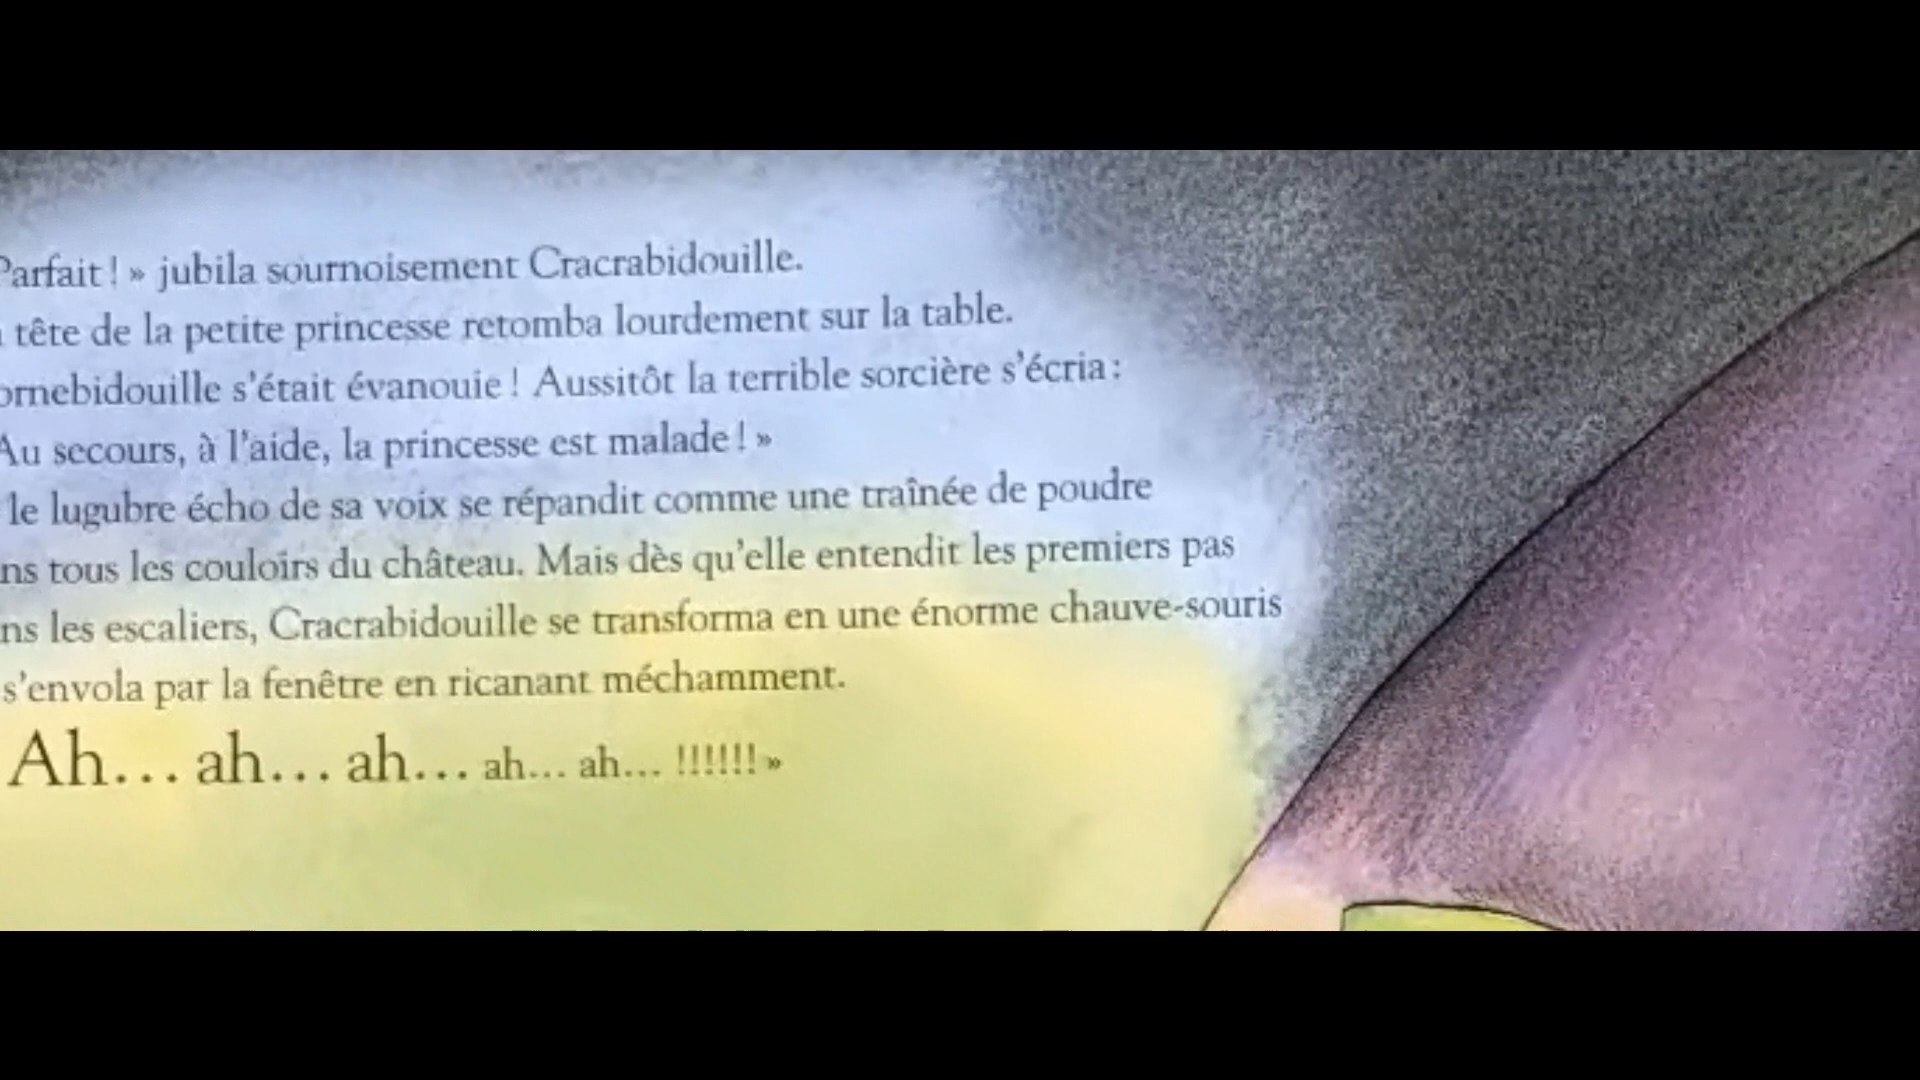 Parfait ! » jubila sournoisement Cracrabidouille.
tête de la petite princesse retomba lourdement sur la table.
ornebidouille s'était évanouie ! Aussitôt la terrible sorcière s'écria :
Au secours, à l'aide, la princesse est malade ! »
le lugubre écho de sa voix se répandit comme une traînée de poudre
ns tous les couloirs du château. Mais dès qu'elle entendit les premiers pas
ns les escaliers, Cracrabidouille se transforma en une énorme chauve-souris
s'envola par la fenêtre en ricanant méchamment.
Ah... ah... ah... ah... ah... !!!!!! »